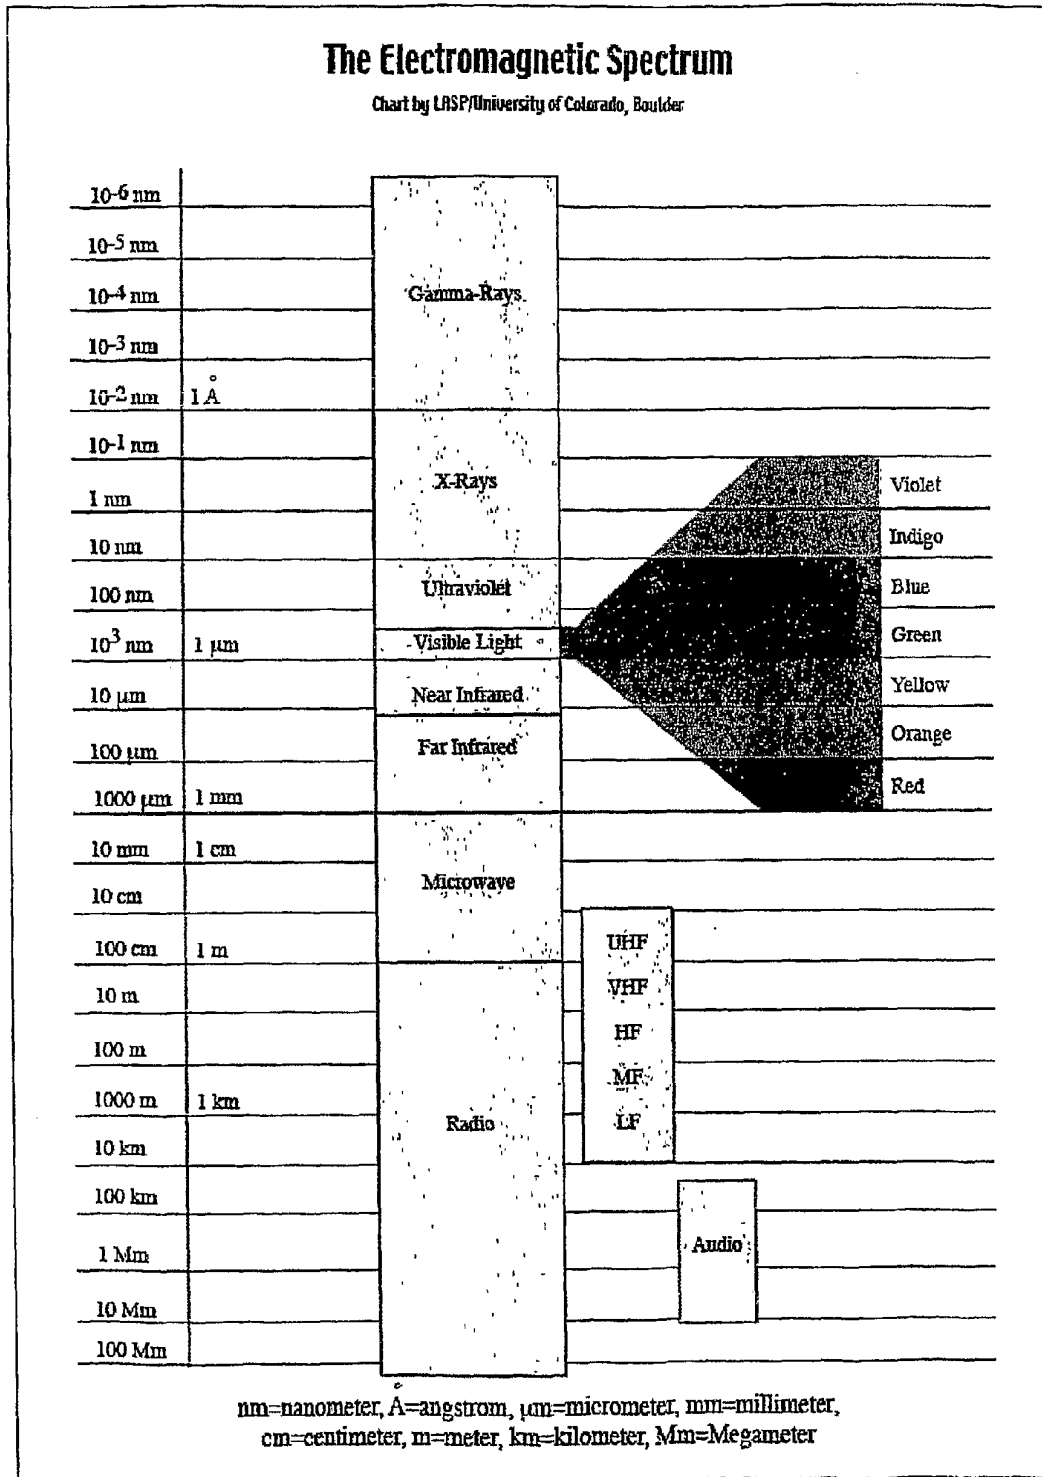 The Electromagnetic Spectrum
Chart by LASP/University of Colorado, Boulder
10-6 nm
10-5 nm
10-4 nm
Gamma-Rays
10-3 nm
10-2 nm 1 Å
10-1 nm
X-Rays
1 nm
Violet
10 nm
Indigo
100 nm
Ultraviolet
Blue
10³ nm 1 µm
Visible Light
Green
10 µm
Near Infrared
Yellow
100 µm
Far Infrared
Orange
1000 µm 1 mm
Red
10 mm 1 cm
Microwave
10 cm
100 cm 1 m
UHF
10 m
VHF
100 m
HF
1000 m 1 km
MF
Radio
LF
10 km
100 km
1 Mm
Audio
10 Mm
100 Mm
nm=nanometer, Å=angstrom, µm=micrometer, mm=millimeter,
cm=centimeter, m=meter, km=kilometer, Mm=Megameter